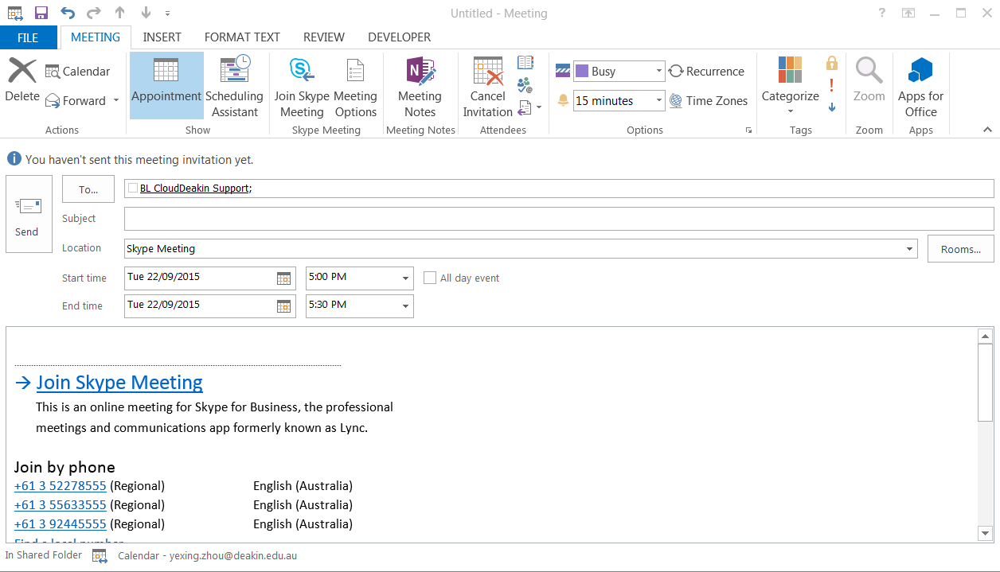 Untitled - Meeting
?
FILE MEETING INSERT FORMAT TEXT REVIEW DEVELOPER
Delete
Calendar
Forward
Actions
Appointment
Scheduling
Assistant
Show
Join Skype
Meeting
Meeting
Options
Skype Meeting
N
Meeting
Notes
Meeting Notes
Cancel
Invitation
Attendees
Busy
15 minutes
Recurrence
Time Zones
Options
Categorize
Tags
Zoom
Zoom
Apps for
Office
Apps
You haven't sent this meeting invitation yet.
Send
To...
BL CloudDeakin Support;
Subject
Location
Skype Meeting
Rooms...
Start time
Tue 22/09/2015
5:00 PM
All day event
End time
Tue 22/09/2015
5:30 PM
→ Join Skype Meeting
This is an online meeting for Skype for Business, the professional
meetings and communications app formerly known as Lync.
Join by phone
+61 3 52278555 (Regional) English (Australia)
+61 3 55633555 (Regional) English (Australia)
+61 3 92445555 (Regional) English (Australia)
Find a local number
In Shared Folder Calendar - yexing.zhou@deakin.edu.au